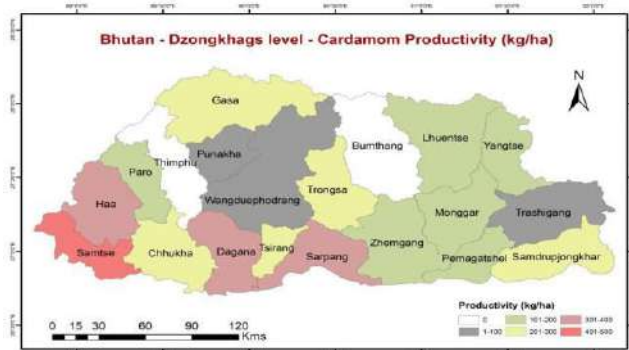 Bhutan - Dzongkhags level - Cardamom Productivity (kg/ha)
N
Gasa
Bumthang
Lhuentse
Yangtse
Punakha
Thimphu
Paro
Trongsa
Haa
Wangduephodrang
Monggar
Trashigang
Samtse
Chhukha
Dagana
Tsirang
Sarpang
Zhemgang
Pemagatshel
Samdrupjongkhar
Productivity (kg/ha)
0
1-100
101-200
201-300
301-400
401-500
0 15 30 60 90 120
Kms